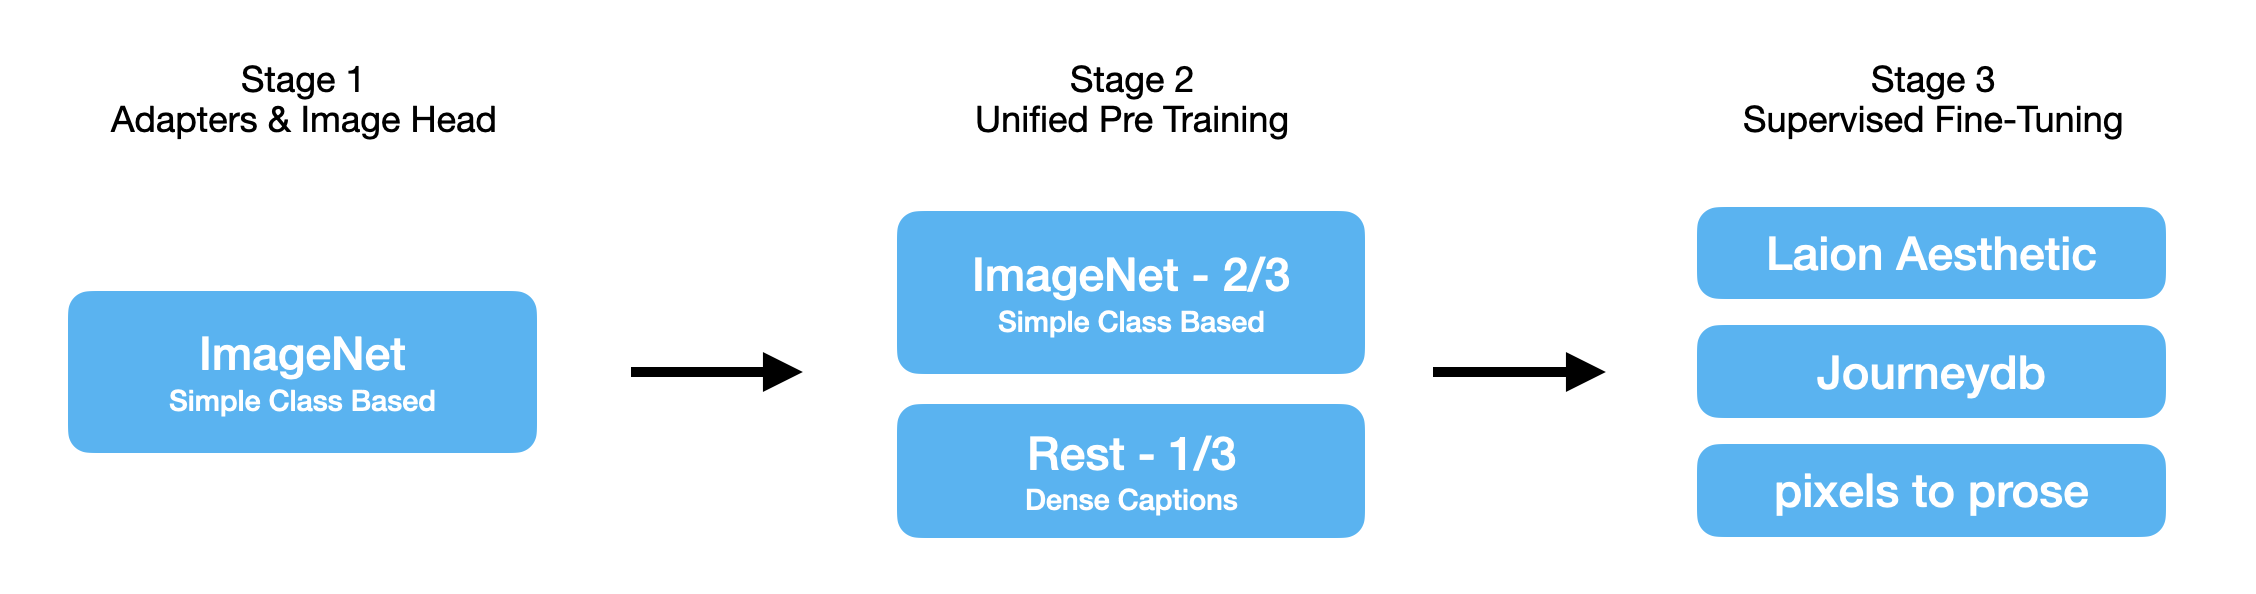 Stage 1
Adapters & Image Head
ImageNet
Simple Class Based
Stage 2
Unified Pre Training
ImageNet - 2/3
Simple Class Based
Rest - 1/3
Dense Captions
Stage 3
Supervised Fine-Tuning
Laion Aesthetic
Journeydb
pixels to prose